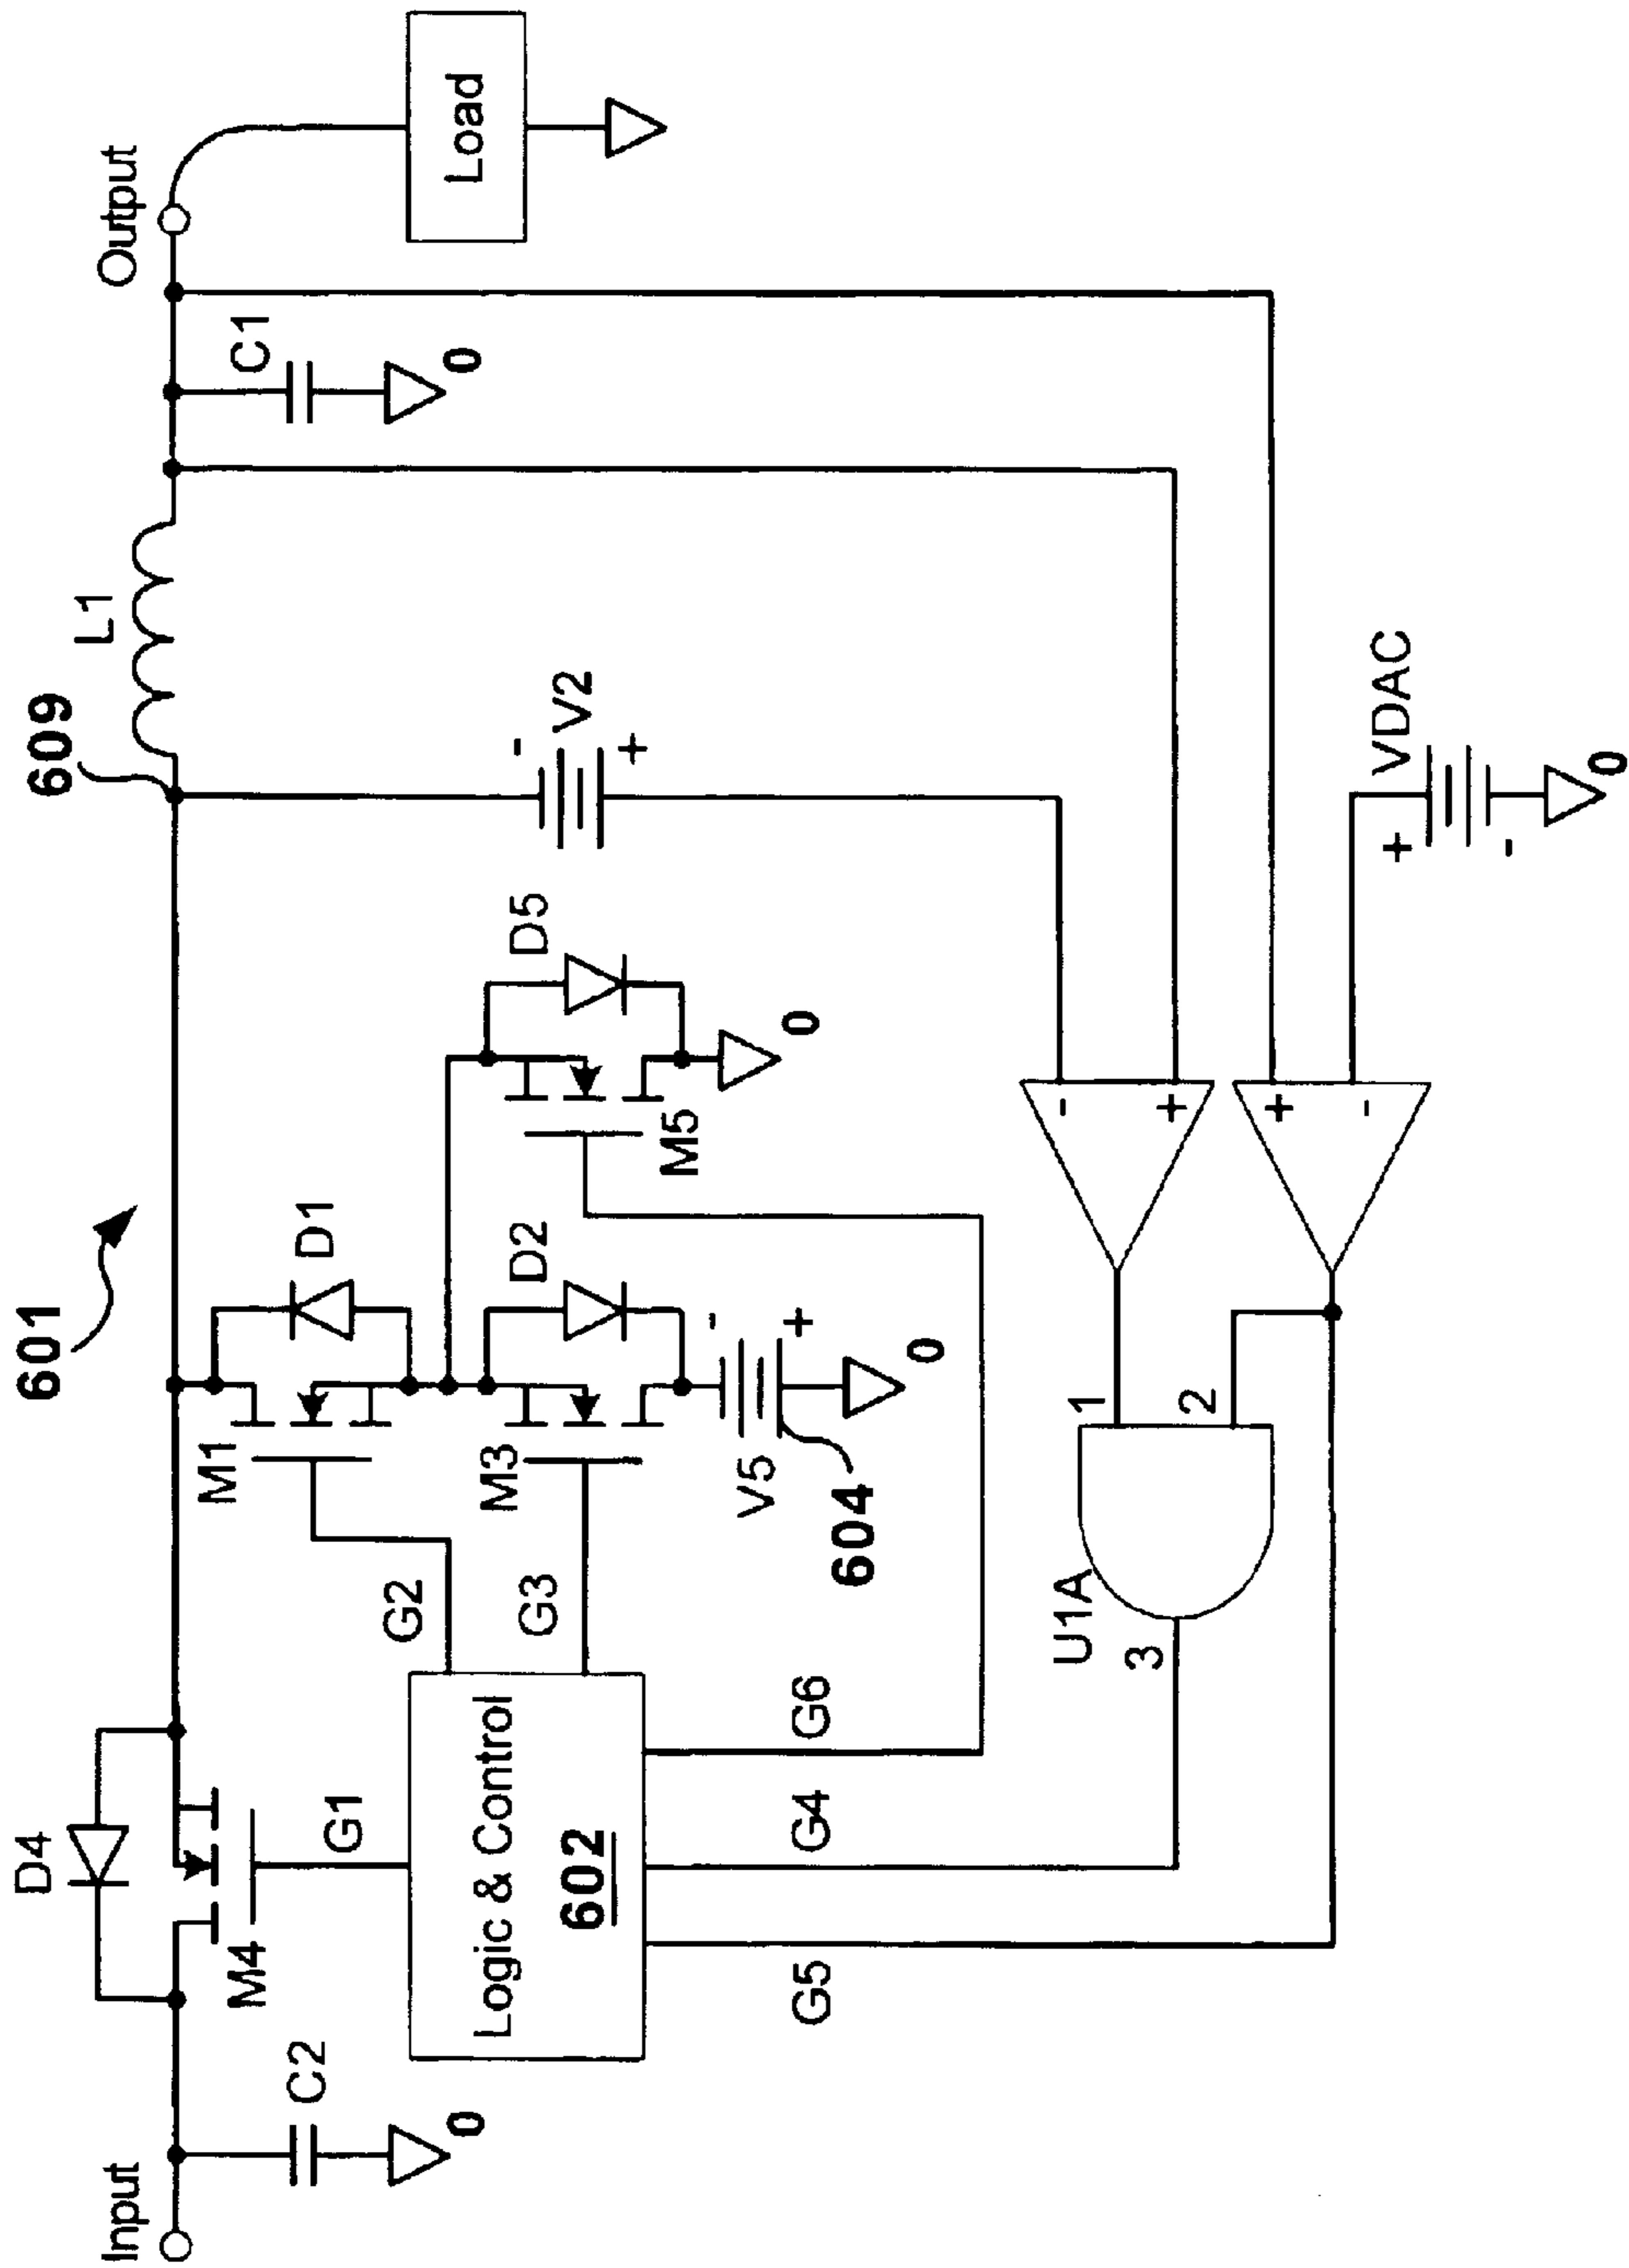 601
609
Input
D4
L1
Output
C2
0
M4
G1
M1
D1
C1
0
Load
G2
Logic & Control
602
M3
D2
D5
G3
M5
V2
-
+
V5
-
+
604
0
0
G5
G4
G6
U1A
3
1
2
-
+
+
-
VDAC
+
-
0